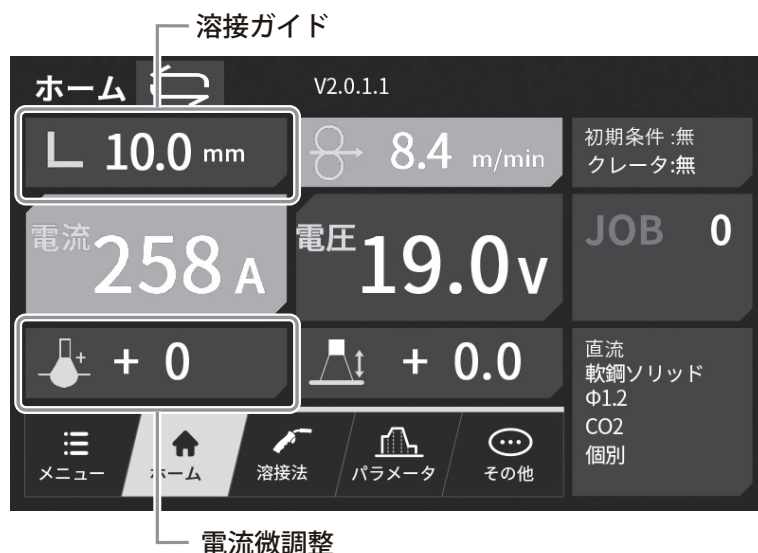 溶接ガイド
ホーム
V2.0.1.1
10.0 mm
8.4 m/min
初期条件 :無
クレータ:無
電流 258 A
電圧 19.0 V
JOB 0
+ 0
+ 0.0
直流
軟鋼ソリッド
Φ1.2
CO2
個別
メニュー
ホーム
溶接法
パラメータ
その他
電流微調整